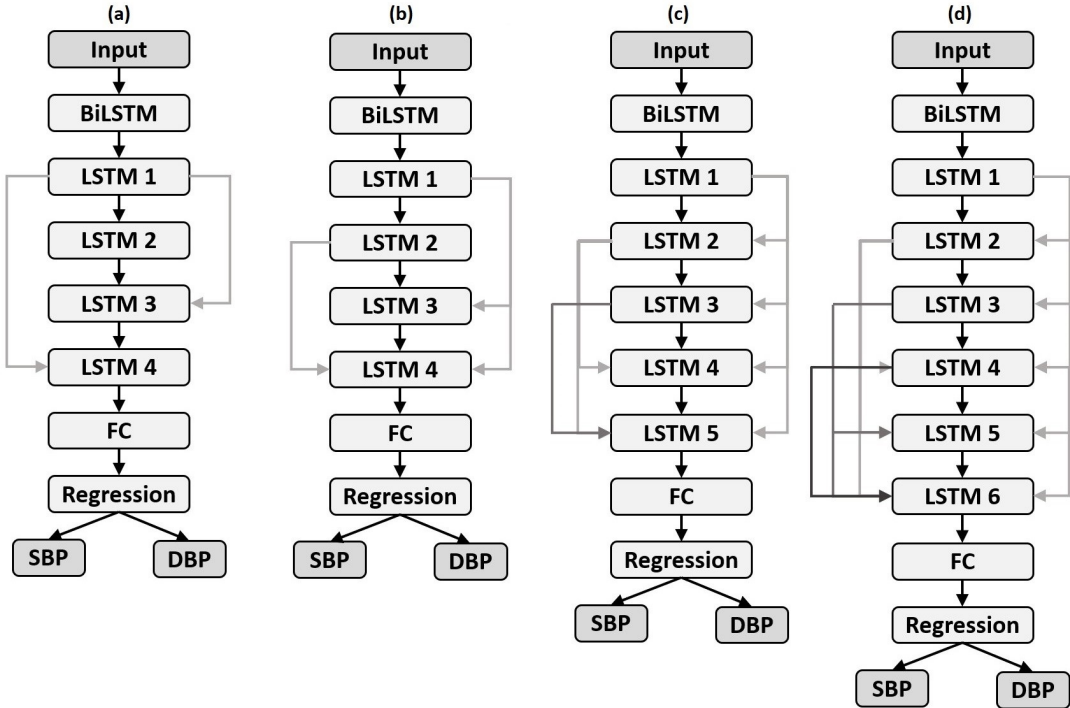 (a)
Input
BiLSTM
LSTM 1
LSTM 2
LSTM 3
LSTM 4
FC
Regression
SBP
DBP
(b)
Input
BiLSTM
LSTM 1
LSTM 2
LSTM 3
LSTM 4
FC
Regression
SBP
DBP
(c)
Input
BiLSTM
LSTM 1
LSTM 2
LSTM 3
LSTM 4
LSTM 5
FC
Regression
SBP
DBP
(d)
Input
BiLSTM
LSTM 1
LSTM 2
LSTM 3
LSTM 4
LSTM 5
LSTM 6
FC
Regression
SBP
DBP